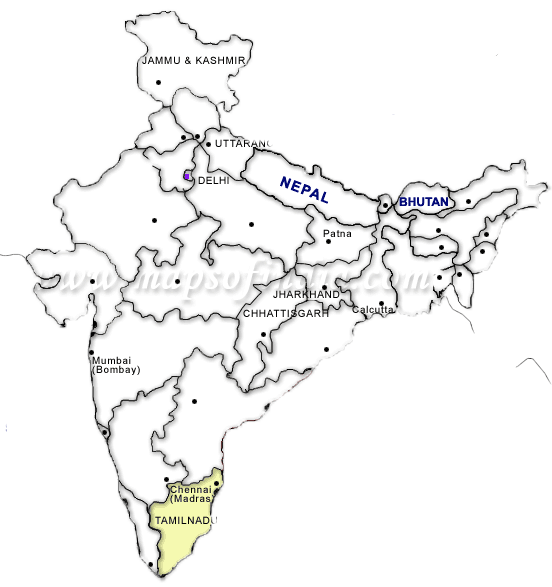 JAMMU & KASHMIR
UTTARANC
DELHI
NEPAL
BHUTAN
Patna
www.mapsofindia.com
JHARKHAND
CHHATTISGARH
Calcutta
Mumbai
(Bombay)
Chennai
(Madras)
TAMILNADU